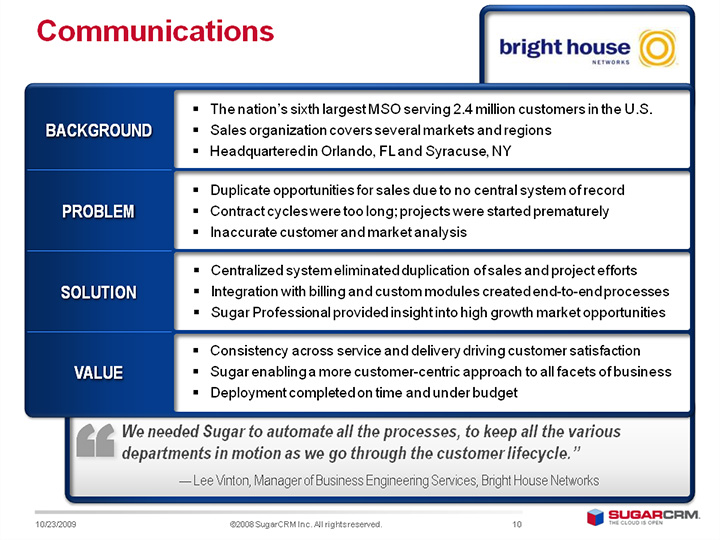 Communications
bright house
NETWORKS
BACKGROUND
▪ The nation's sixth largest MSO serving 2.4 million customers in the U.S.
▪ Sales organization covers several markets and regions
▪ Headquartered in Orlando, FL and Syracuse, NY
PROBLEM
▪ Duplicate opportunities for sales due to no central system of record
▪ Contract cycles were too long; projects were started prematurely
▪ Inaccurate customer and market analysis
SOLUTION
▪ Centralized system eliminated duplication of sales and project efforts
▪ Integration with billing and custom modules created end-to-end processes
▪ Sugar Professional provided insight into high growth market opportunities
VALUE
▪ Consistency across service and delivery driving customer satisfaction
▪ Sugar enabling a more customer-centric approach to all facets of business
▪ Deployment completed on time and under budget
“ We needed Sugar to automate all the processes, to keep all the various
departments in motion as we go through the customer lifecycle.”
— Lee Vinton, Manager of Business Engineering Services, Bright House Networks
10/23/2009 ©2008 SugarCRM Inc. All rights reserved. 10
SUGARCRM.
THE CLOUD IS OPEN